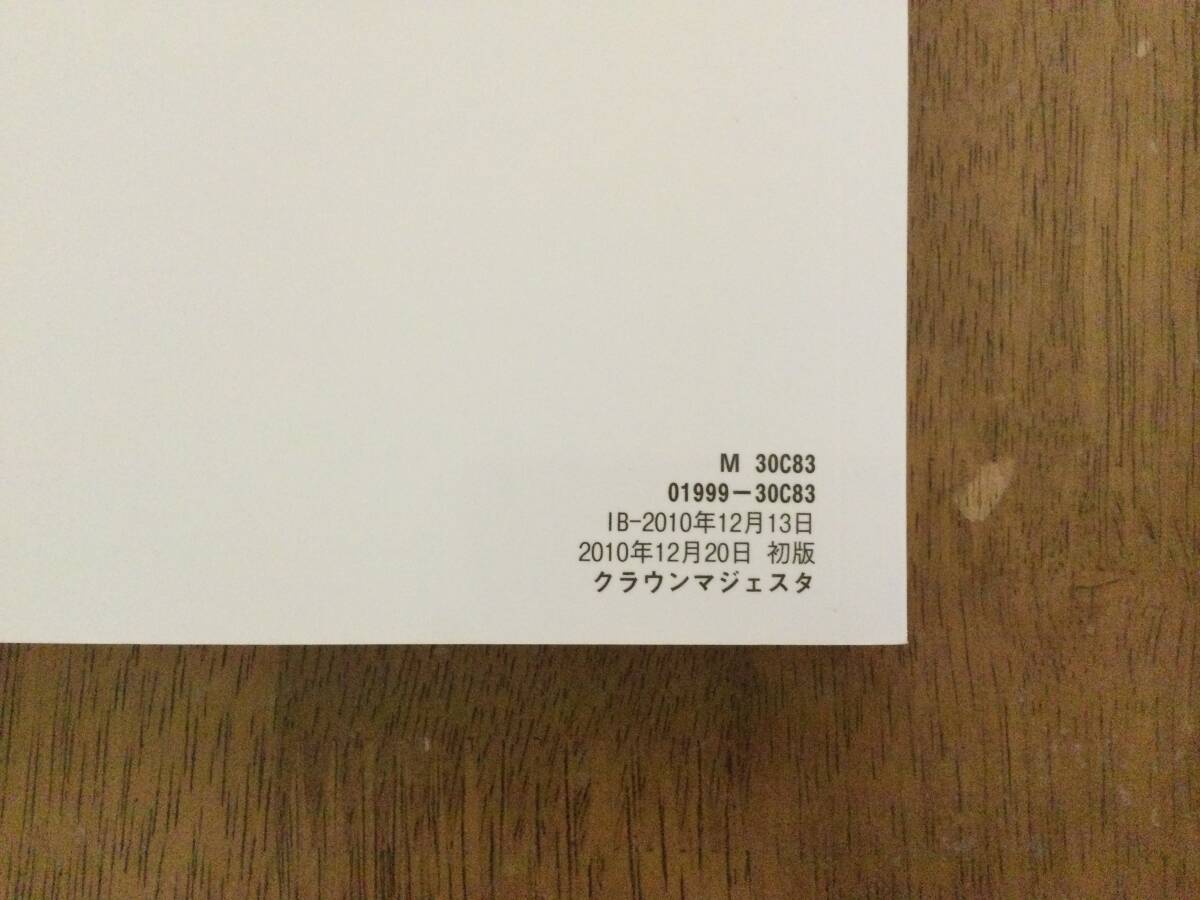 M 30C83
01999-30C83
IB-2010年12月13日
2010年12月20日 初版
クラウンマジェスタ